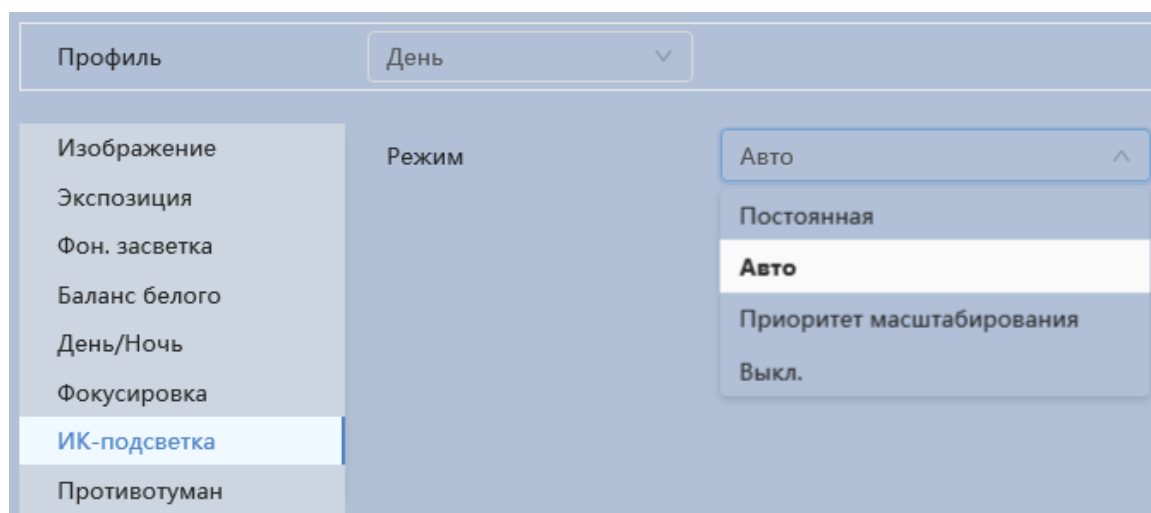 Профиль День
Изображение
Режим Авто
Экспозиция
Постоянная
Фон. засветка
Авто
Баланс белого
Приоритет масштабирования
День/Ночь
Выкл.
Фокусировка
ИК-подсветка
Противотуман